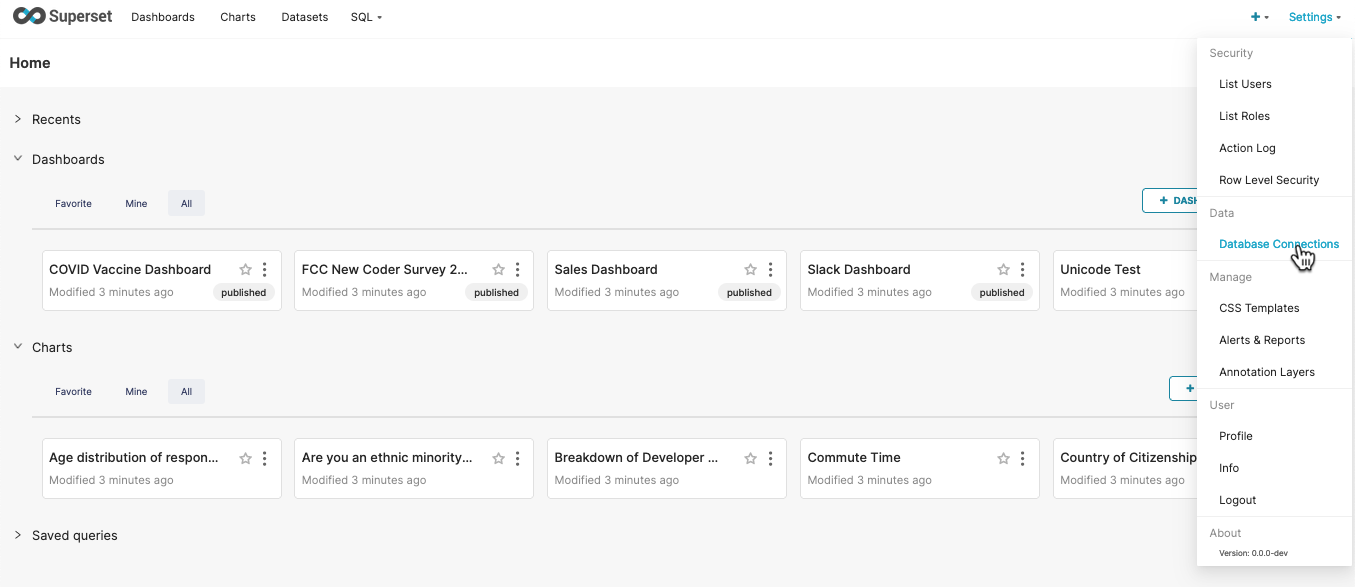 Superset Dashboards Charts Datasets SQL Settings
Home
Recents
Dashboards
Favorite Mine All
+ DASH
COVID Vaccine Dashboard
Modified 3 minutes ago published
FCC New Coder Survey 2...
Modified 3 minutes ago published
Sales Dashboard
Modified 3 minutes ago published
Slack Dashboard
Modified 3 minutes ago published
Unicode Test
Modified 3 minutes ago
Charts
Favorite Mine All
+
Age distribution of respon...
Modified 3 minutes ago
Are you an ethnic minority...
Modified 3 minutes ago
Breakdown of Developer ...
Modified 3 minutes ago
Commute Time
Modified 3 minutes ago
Country of Citizenship
Modified 3 minutes ago
Saved queries
Security
List Users
List Roles
Action Log
Row Level Security
Data
Database Connections
Manage
CSS Templates
Alerts & Reports
Annotation Layers
User
Profile
Info
Logout
About
Version: 0.0.0-dev